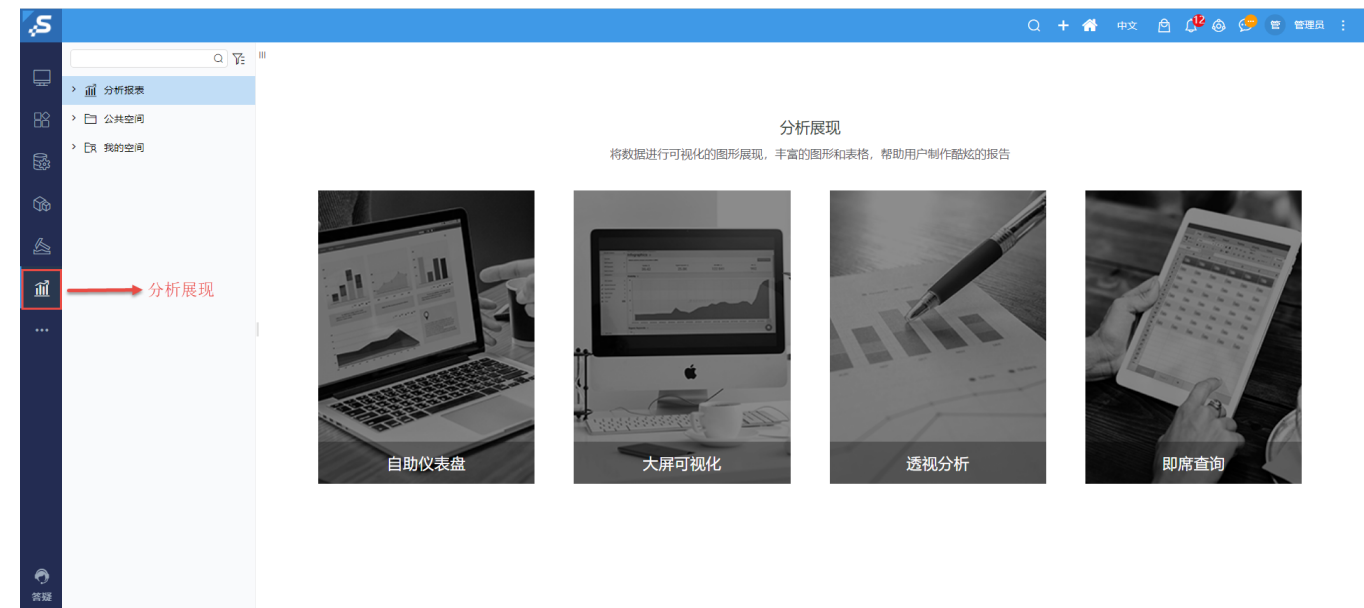 S
中文
12
管
管理员
分析报表
公共空间
我的空间
分析展现
分析展现
将数据进行可视化的图形展现，丰富的图形和表格，帮助用户制作酷炫的报告
自助仪表盘
大屏可视化
透视分析
即席查询
答疑